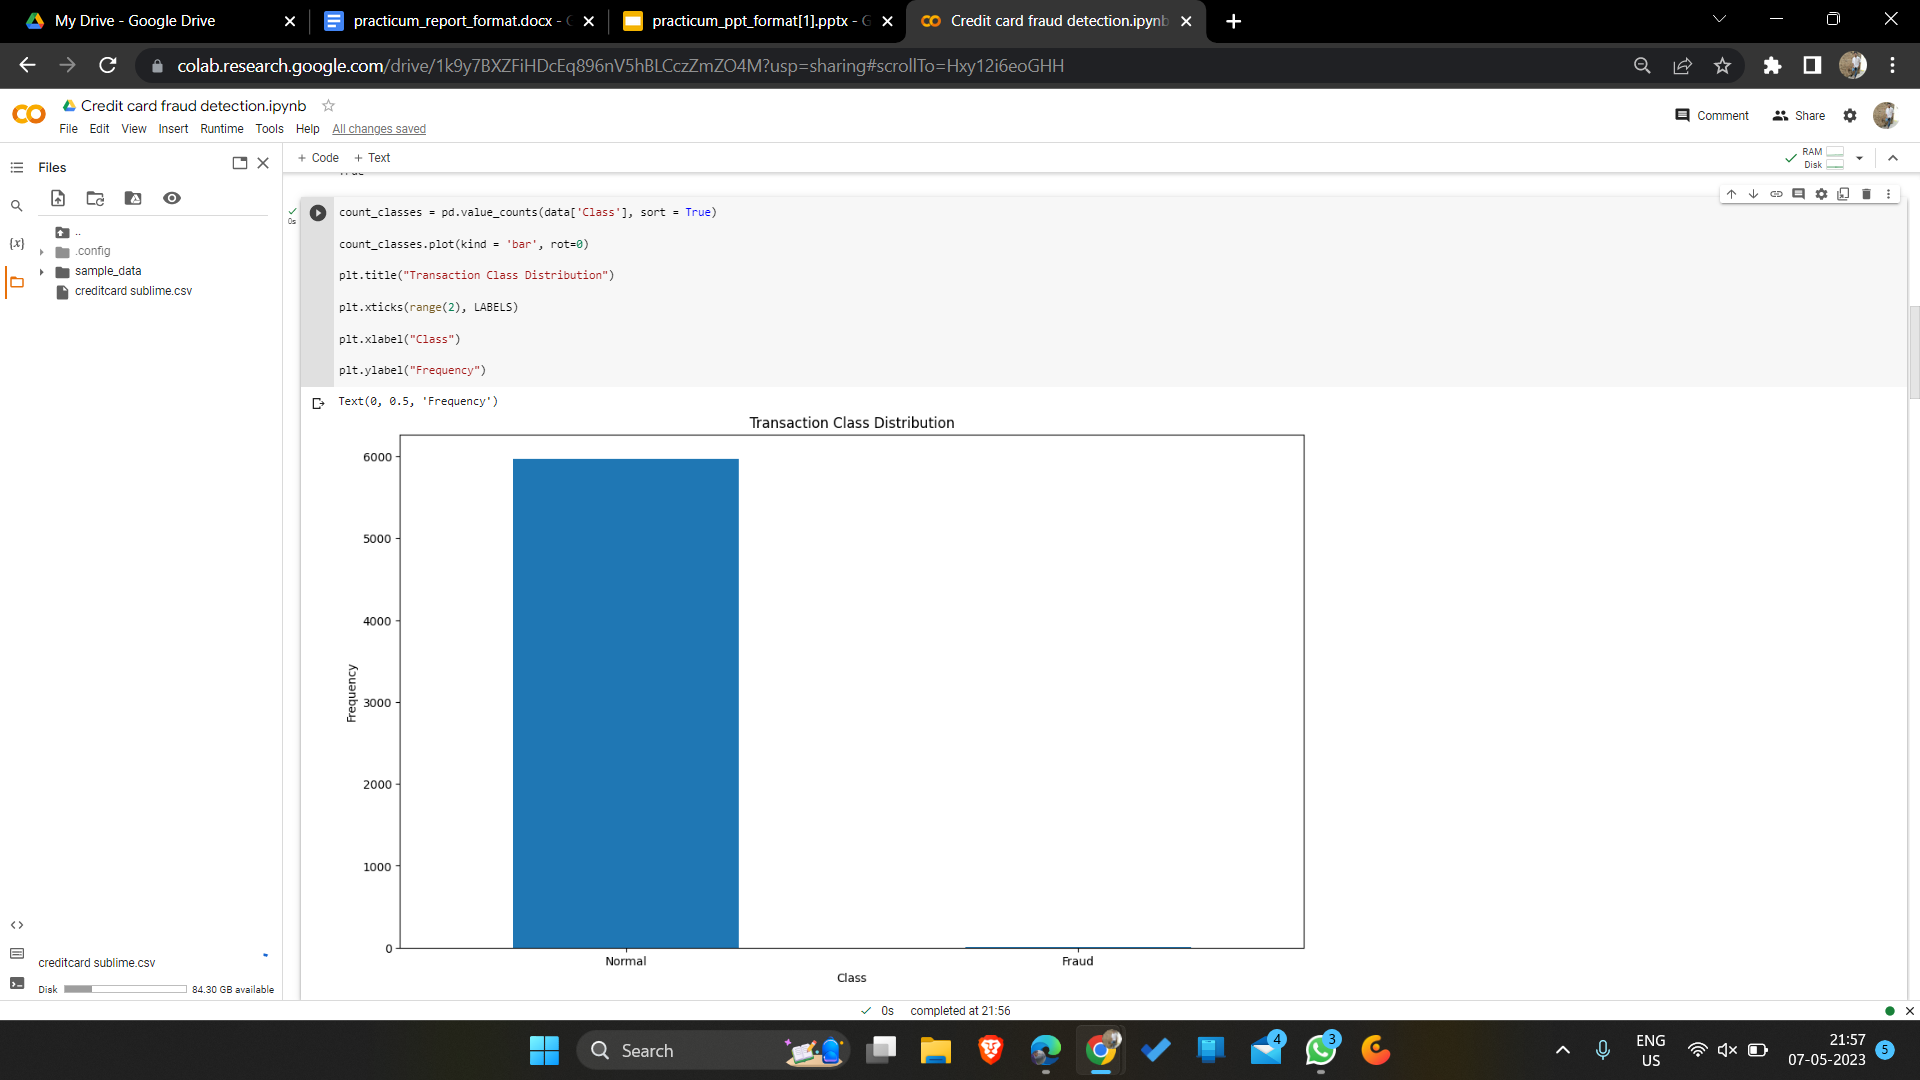 My Drive - Google Drive
practicum_report_format.docx -
practicum_ppt_format[1].pptx - G
Credit card fraud detection.ipynb
colab.research.google.com/drive/1k9y7BXZFiHDcEq896nV5hBLCczZmZO4M?usp=sharing#scrollTo=Hxy12i6eoGHH
CO
Credit card fraud detection.ipynb
File Edit View Insert Runtime Tools Help All changes saved
Comment
Share
Files
+ Code + Text
RAM
Disk
..
.config
sample_data
creditcard sublime.csv
{x}
True
0s
count_classes = pd.value_counts(data['Class'], sort = True)
count_classes.plot(kind = 'bar', rot=0)
plt.title("Transaction Class Distribution")
plt.xticks(range(2), LABELS)
plt.xlabel("Class")
plt.ylabel("Frequency")
Text(0, 0.5, 'Frequency')
Transaction Class Distribution
6000
5000
4000
3000
2000
1000
0
Frequency
Normal
Fraud
Class
creditcard sublime.csv
Disk
84.30 GB available
0s completed at 21:56
Search
4
3
ENG
US
21:57
07-05-2023
5